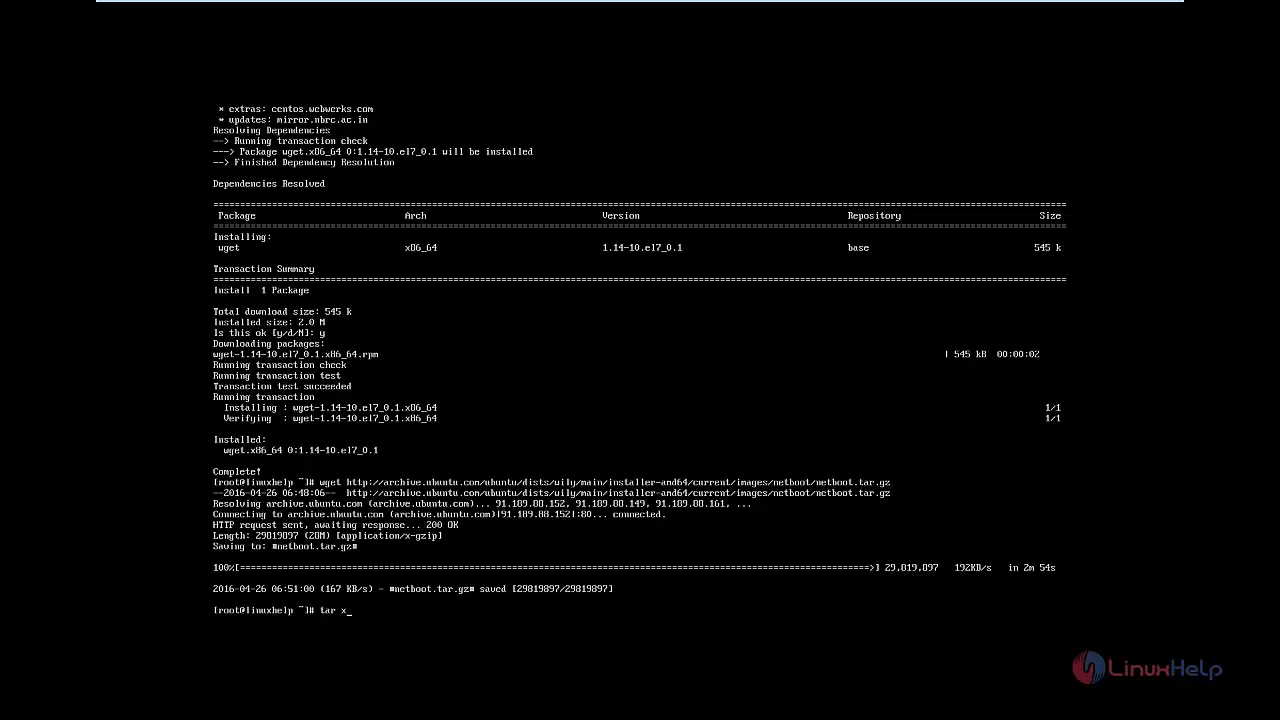 * extras: centos.webwerks.com
* updates: mirror.nbrc.ac.in
Resolving Dependencies
--> Running transaction check
---> Package wget.x86_64 0:1.14-10.el7_0.1 will be installed
--> Finished Dependency Resolution
Dependencies Resolved
================================================================================
Package Arch Version Repository Size
================================================================================
Installing:
wget x86_64 1.14-10.el7_0.1 base 545 k
Transaction Summary
================================================================================
Install 1 Package
Total download size: 545 k
Installed size: 2.0 M
Is this ok [y/d/N]: y
Downloading packages:
wget-1.14-10.el7_0.1.x86_64.rpm | 545 kB 00:00:02
Running transaction check
Running transaction test
Transaction test succeeded
Running transaction
Installing : wget-1.14-10.el7_0.1.x86_64 1/1
Verifying : wget-1.14-10.el7_0.1.x86_64 1/1
Installed:
wget.x86_64 0:1.14-10.el7_0.1
Complete!
[root@linuxhelp ~]# wget http://archive.ubuntu.com/ubuntu/dists/wily/main/installer-amd64/current/images/netboot/netboot.tar.gz
--2016-04-26 06:48:06-- http://archive.ubuntu.com/ubuntu/dists/wily/main/installer-amd64/current/images/netboot/netboot.tar.gz
Resolving archive.ubuntu.com (archive.ubuntu.com)... 91.189.88.152, 91.189.88.149, 91.189.88.161, ...
Connecting to archive.ubuntu.com (archive.ubuntu.com)|91.189.88.152|:80... connected.
HTTP request sent, awaiting response... 200 OK
Length: 29819897 (28M) [application/x-gzip]
Saving to: ■netboot.tar.gz■
100%[======================================================================>] 29,819,897 192KB/s in 2m 54s
2016-04-26 06:51:00 (167 KB/s) - ■netboot.tar.gz■ saved [29819897/29819897]
[root@linuxhelp ~]# tar x_
LinuxHelp